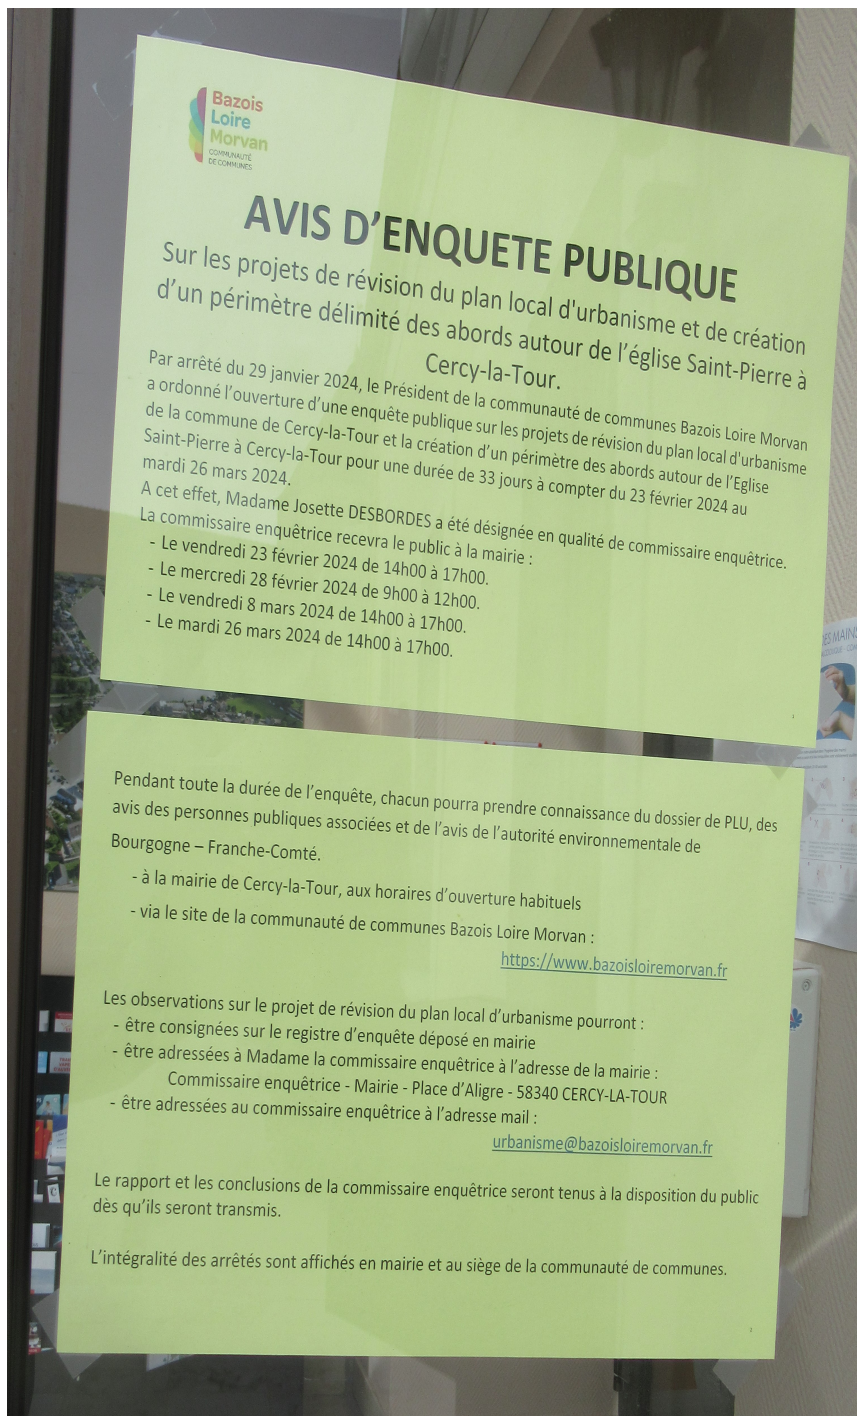 Bazois
Loire
Morvan
COMMUNAUTÉ
DE COMMUNES
AVIS D'ENQUETE PUBLIQUE
Sur les projets de révision du plan local d'urbanisme et de création
d'un périmètre délimité des abords autour de l'église Saint-Pierre à
Cercy-la-Tour.
Par arrêté du 29 janvier 2024, le Président de la communauté de communes Bazois Loire Morvan
a ordonné l'ouverture d'une enquête publique sur les projets de révision du plan local d'urbanisme
de la commune de Cercy-la-Tour et la création d'un périmètre des abords autour de l'Eglise
Saint-Pierre à Cercy-la-Tour pour une durée de 33 jours à compter du 23 février 2024 au
mardi 26 mars 2024.
A cet effet, Madame Josette DESBORDES a été désignée en qualité de commissaire enquêtrice.
La commissaire enquêtrice recevra le public à la mairie :
- Le vendredi 23 février 2024 de 14h00 à 17h00.
- Le mercredi 28 février 2024 de 9h00 à 12h00.
- Le vendredi 8 mars 2024 de 14h00 à 17h00.
- Le mardi 26 mars 2024 de 14h00 à 17h00.
1
Pendant toute la durée de l'enquête, chacun pourra prendre connaissance du dossier de PLU, des
avis des personnes publiques associées et de l'avis de l'autorité environnementale de
Bourgogne – Franche-Comté.
- à la mairie de Cercy-la-Tour, aux horaires d'ouverture habituels
- via le site de la communauté de communes Bazois Loire Morvan :
https://www.bazoisloiremorvan.fr
Les observations sur le projet de révision du plan local d'urbanisme pourront :
- être consignées sur le registre d'enquête déposé en mairie
- être adressées à Madame la commissaire enquêtrice à l'adresse de la mairie :
Commissaire enquêtrice - Mairie - Place d'Aligre - 58340 CERCY-LA-TOUR
- être adressées au commissaire enquêtrice à l'adresse mail :
urbanisme@bazoisloiremorvan.fr
Le rapport et les conclusions de la commissaire enquêtrice seront tenus à la disposition du public
dès qu'ils seront transmis.
L'intégralité des arrêtés sont affichés en mairie et au siège de la communauté de communes.
2
DES MAINS